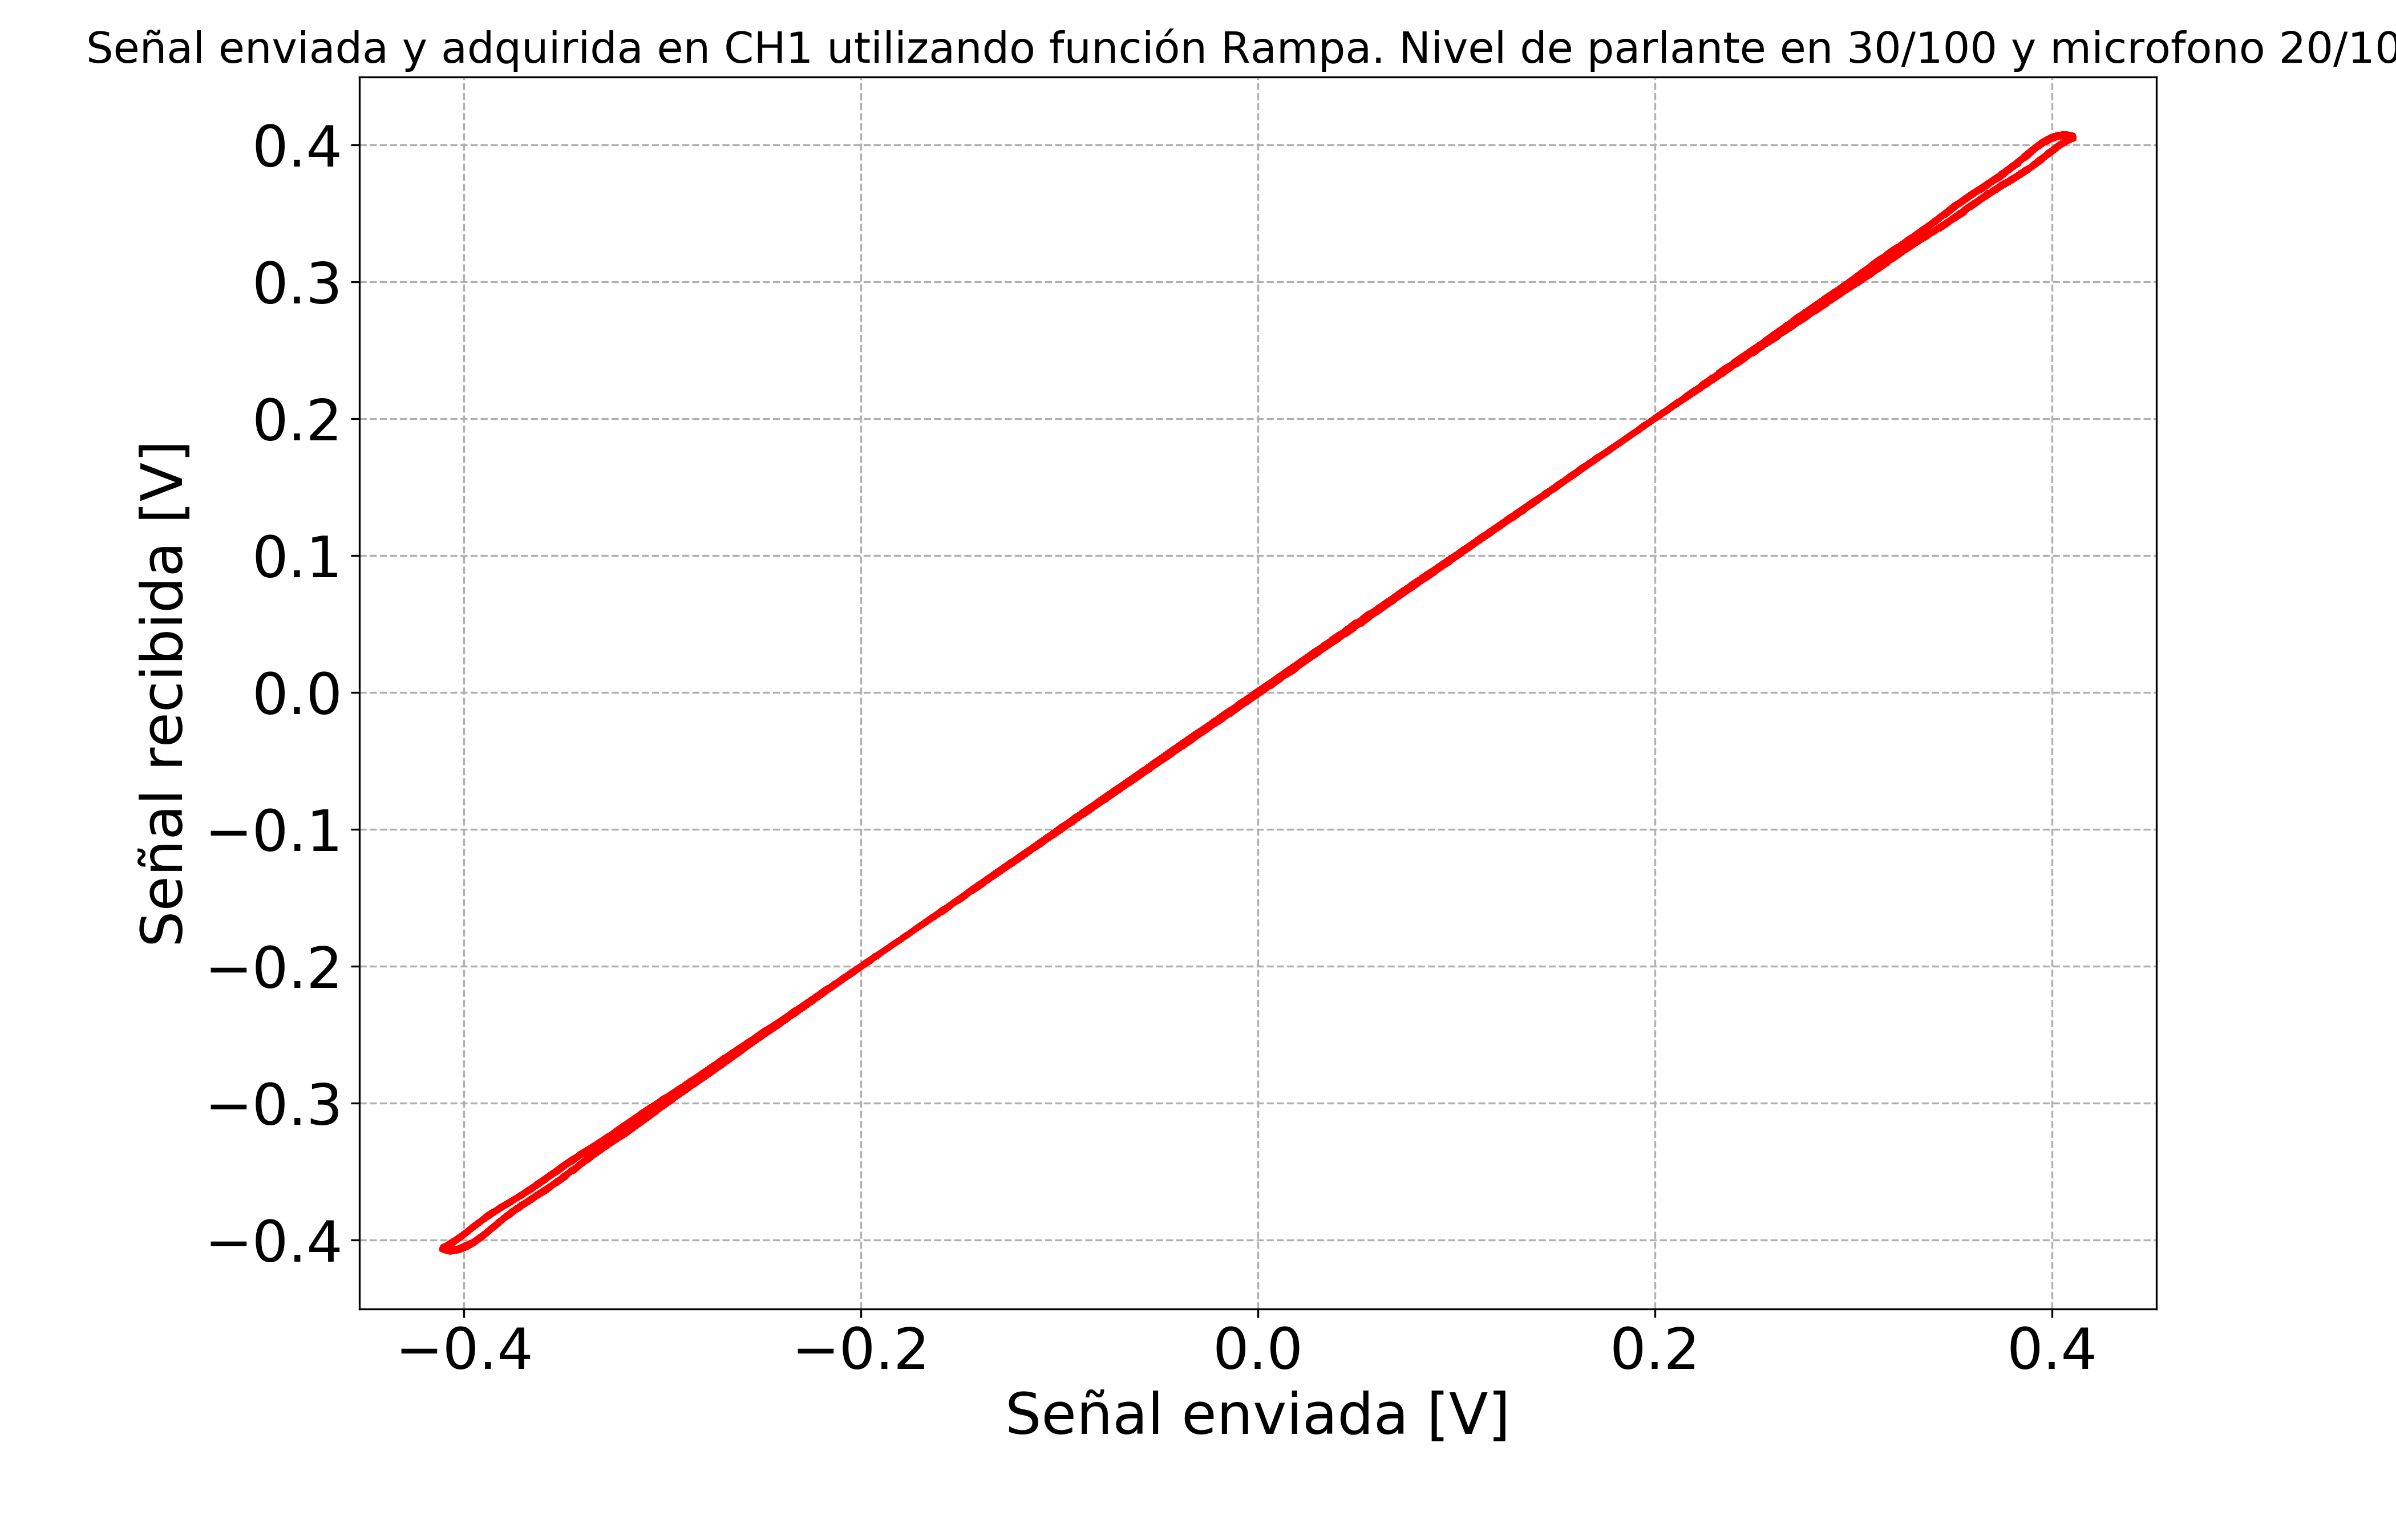 Señal enviada y adquirida en CH1 utilizando función Rampa. Nivel de parlante en 30/100 y microfono 20/10
0.4
0.3
0.2
0.1
0.0
−0.1
−0.2
−0.3
−0.4
Señal recibida [V]
−0.4 −0.2 0.0 0.2 0.4
Señal enviada [V]